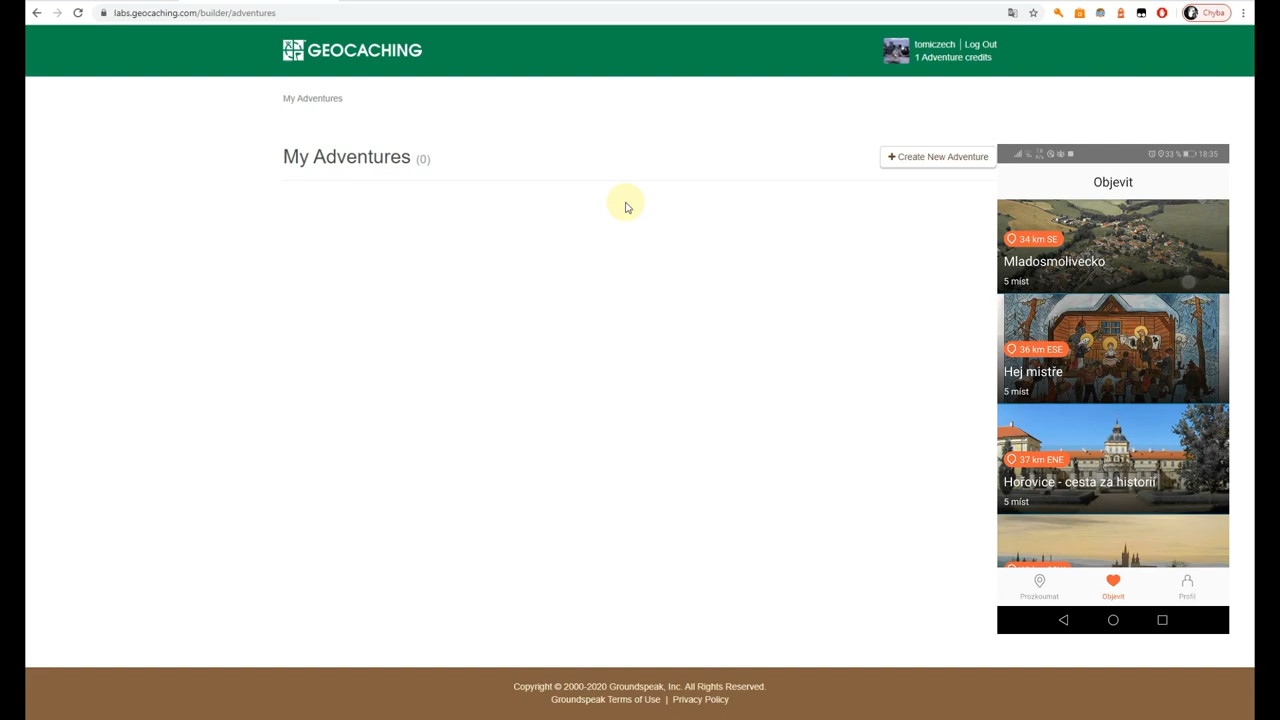 labs.geocaching.com/builder/adventures
Chyba
GEOCACHING
tomiczech | Log Out
1 Adventure credits
My Adventures
My Adventures (0)
+ Create New Adventure
33 % 18:35
Objevit
34 km SE
Mladosmolivecko
5 míst
36 km ESE
Hej mistře
5 míst
37 km ENE
Hořovice - cesta za historií
5 míst
Prozkoumat
Objevit
Profil
Copyright © 2000-2020 Groundspeak, Inc. All Rights Reserved.
Groundspeak Terms of Use | Privacy Policy